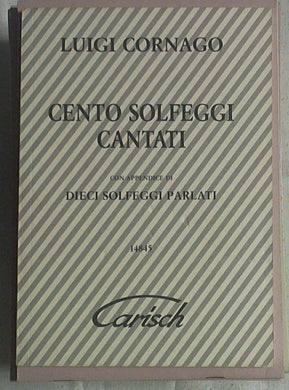 LUIGI CORNAGO
CENTO SOLFEGGI
CANTATI
CON APPENDICE DI
DIECI SOLFEGGI PARLATI
14845
Carisch